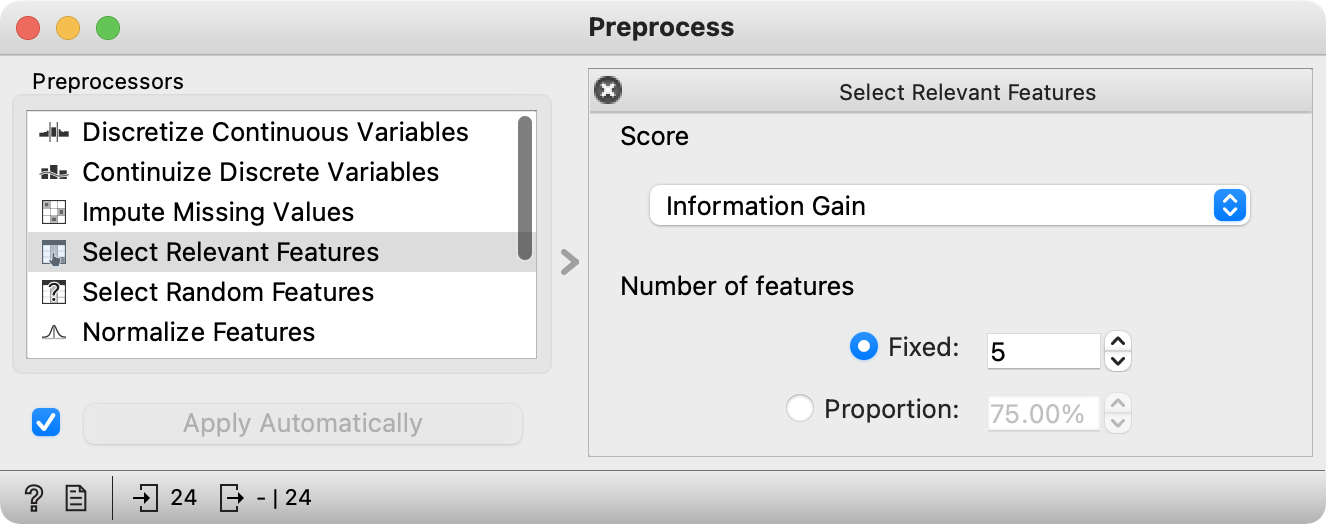 Preprocess
Preprocessors
Discretize Continuous Variables
Continuize Discrete Variables
Impute Missing Values
Select Relevant Features
Select Random Features
Normalize Features
Apply Automatically
Select Relevant Features
Score
Information Gain
Number of features
Fixed: 5
Proportion: 75.00%
? 24 - | 24